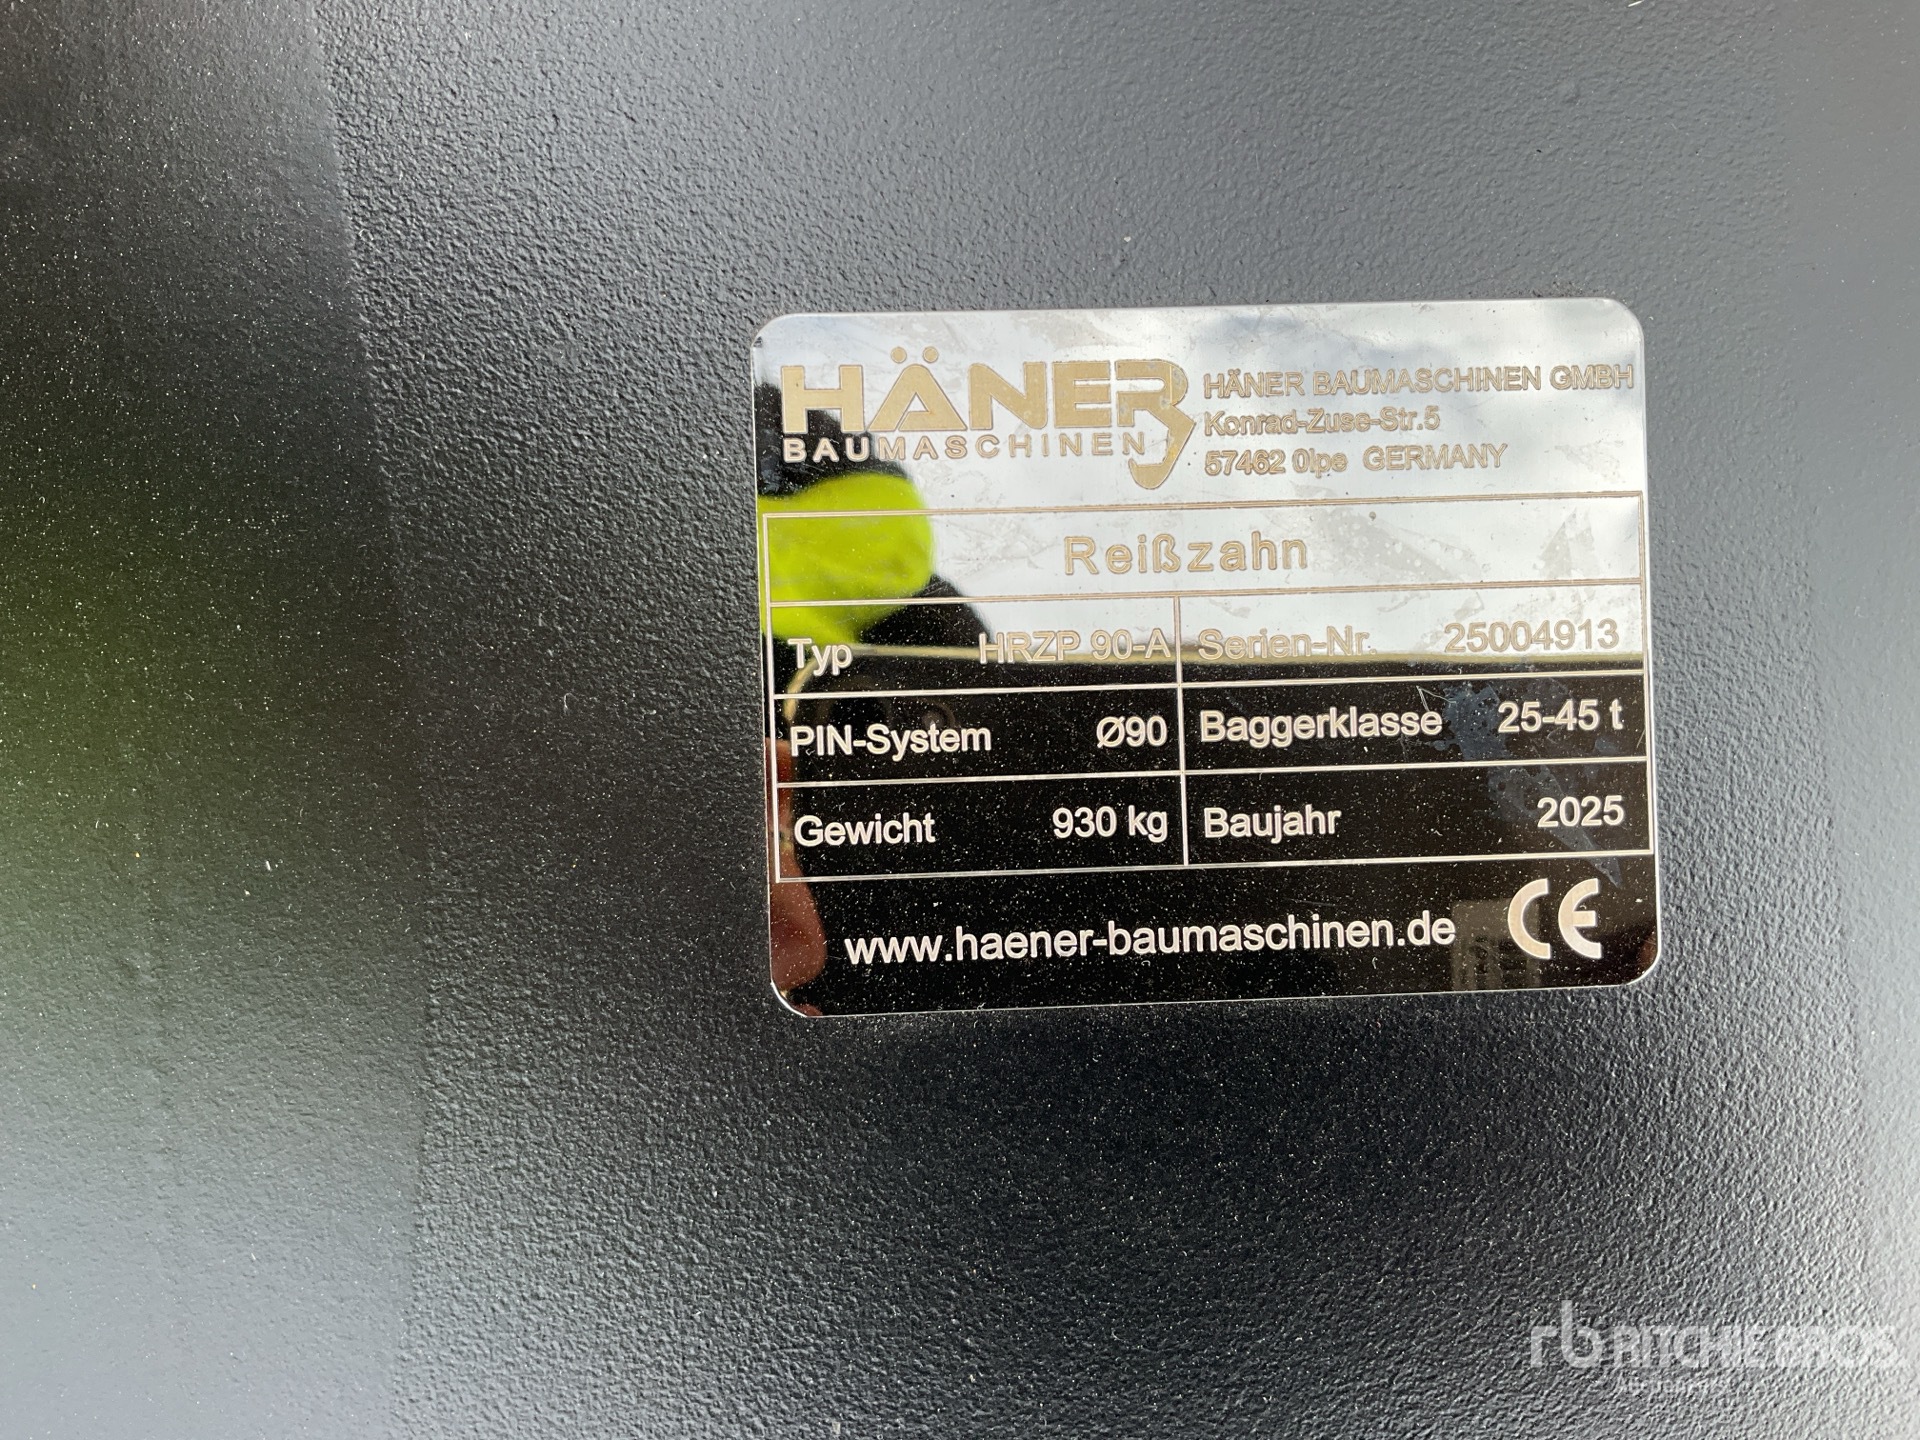 HÄNER
BAUMASCHINEN
HÄNER BAUMASCHINEN GMBH
Konrad-Zuse-Str.5
57462 Olpe GERMANY
Reißzahn
Typ HRZP 90-A Serien-Nr. 25004913
PIN-System Ø90 Baggerklasse 25-45 t
Gewicht 930 kg Baujahr 2025
www.haener-baumaschinen.de CE
rb RITCHIE BROS
Auctioneers